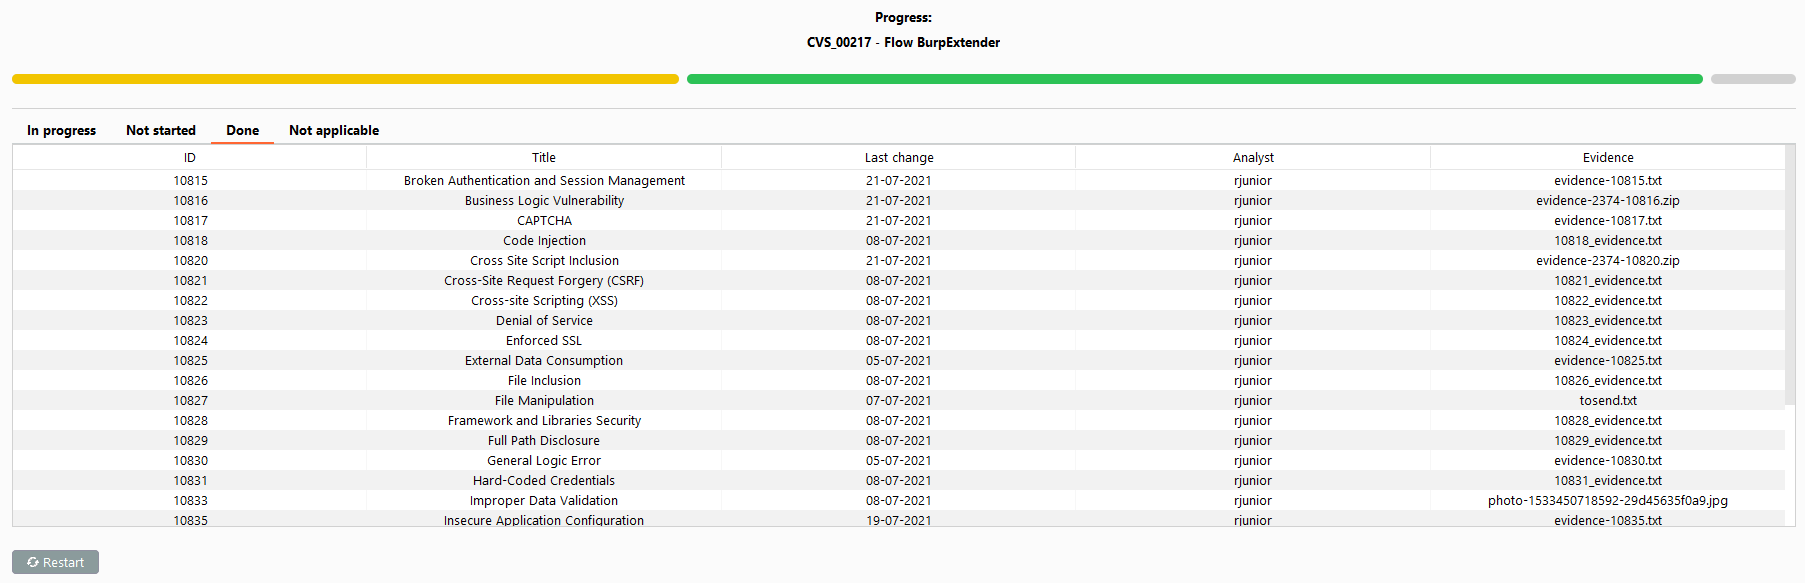 Progress:
CVS_00217 - Flow BurpExtender
In progress Not started Done Not applicable
ID Title Last change Analyst Evidence
10815 Broken Authentication and Session Management 21-07-2021 rjunior evidence-10815.txt
10816 Business Logic Vulnerability 21-07-2021 rjunior evidence-2374-10816.zip
10817 CAPTCHA 21-07-2021 rjunior evidence-10817.txt
10818 Code Injection 08-07-2021 rjunior 10818_evidence.txt
10820 Cross Site Script Inclusion 21-07-2021 rjunior evidence-2374-10820.zip
10821 Cross-Site Request Forgery (CSRF) 08-07-2021 rjunior 10821_evidence.txt
10822 Cross-site Scripting (XSS) 08-07-2021 rjunior 10822_evidence.txt
10823 Denial of Service 08-07-2021 rjunior 10823_evidence.txt
10824 Enforced SSL 08-07-2021 rjunior 10824_evidence.txt
10825 External Data Consumption 05-07-2021 rjunior evidence-10825.txt
10826 File Inclusion 08-07-2021 rjunior 10826_evidence.txt
10827 File Manipulation 07-07-2021 rjunior tosend.txt
10828 Framework and Libraries Security 08-07-2021 rjunior 10828_evidence.txt
10829 Full Path Disclosure 08-07-2021 rjunior 10829_evidence.txt
10830 General Logic Error 05-07-2021 rjunior evidence-10830.txt
10831 Hard-Coded Credentials 08-07-2021 rjunior 10831_evidence.txt
10833 Improper Data Validation 08-07-2021 rjunior photo-1533450718592-29d45635f0a9.jpg
10835 Insecure Application Configuration 19-07-2021 rjunior evidence-10835.txt
Restart